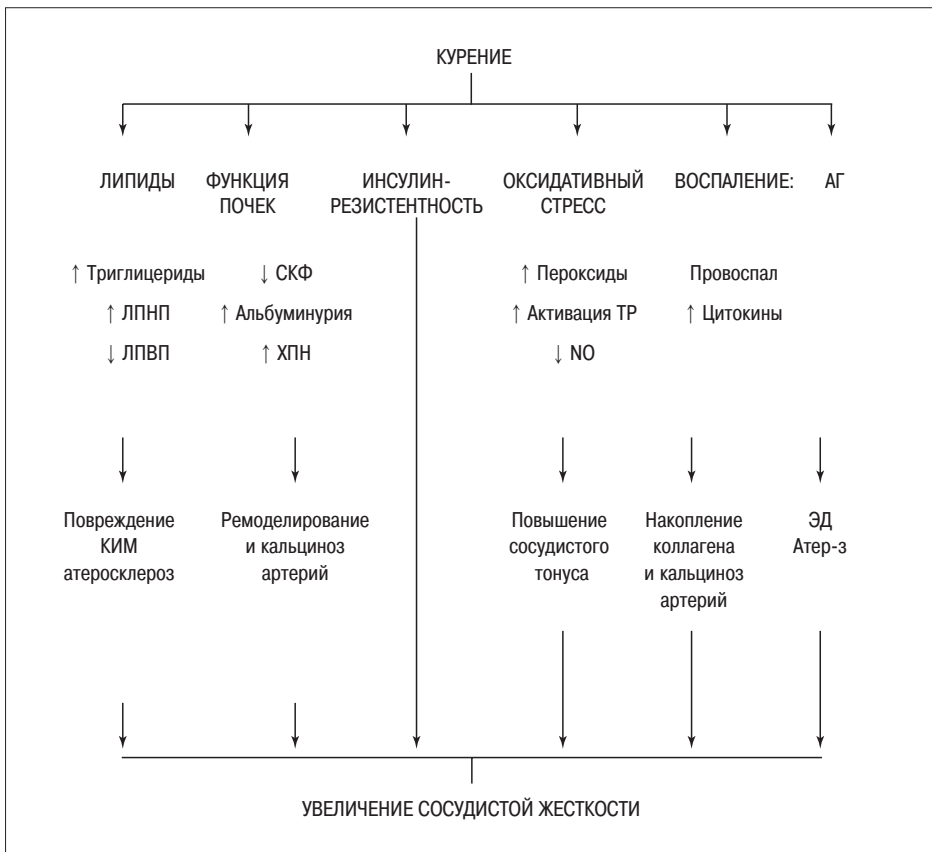 КУРЕНИЕ
ЛИПИДЫ
ФУНКЦИЯ
ПОЧЕК
ИНСУЛИН-
РЕЗИСТЕНТНОСТЬ
ОКСИДАТИВНЫЙ
СТРЕСС
ВОСПАЛЕНИЕ:
АГ
↑ Триглицериды
↑ ЛПНП
↓ ЛПВП
↓ СКФ
↑ Альбуминурия
↑ ХПН
↑ Пероксиды
↑ Активация ТР
↓ NO
Провоспал
↑ Цитокины
Повреждение
КИМ
атеросклероз
Ремоделирование
и кальциноз
артерий
Повышение
сосудистого
тонуса
Накопление
коллагена
и кальциноз
артерий
ЭД
Атер-з
УВЕЛИЧЕНИЕ СОСУДИСТОЙ ЖЕСТКОСТИ